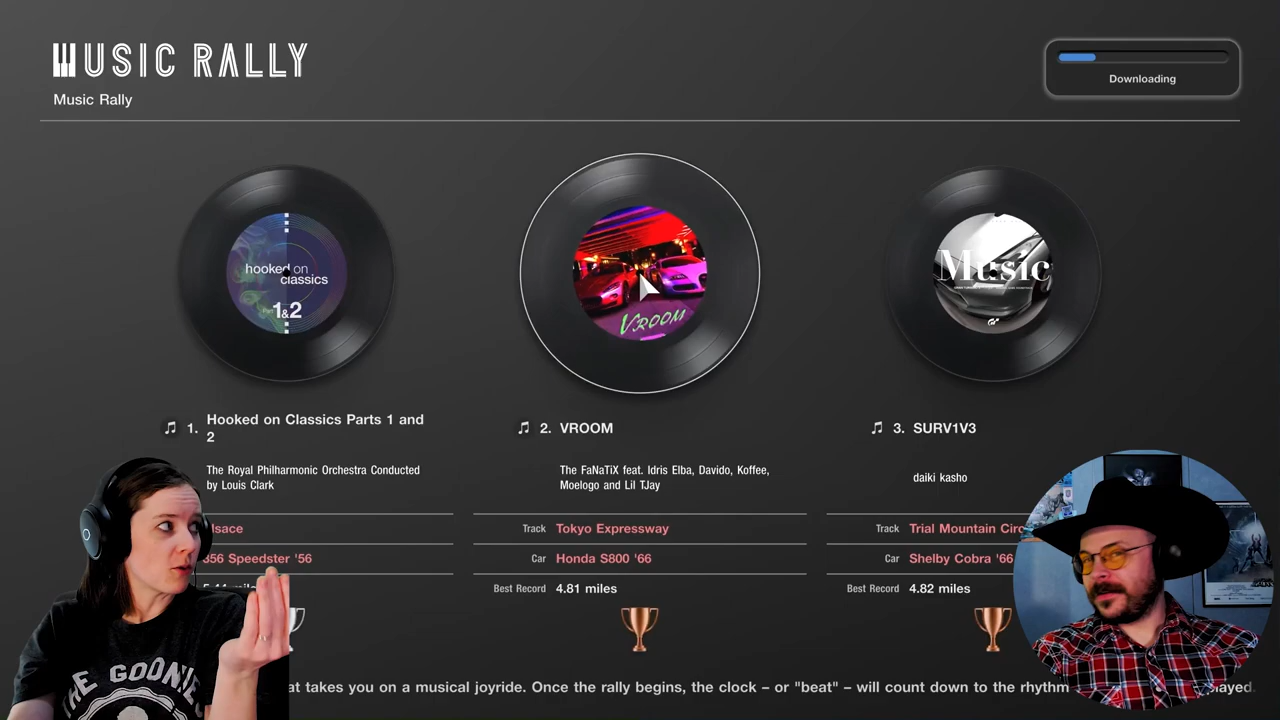 MUSIC RALLY
Music Rally
Downloading
hooked on
classics
1&2
VROOM
Music
1. Hooked on Classics Parts 1 and
2
The Royal Philharmonic Orchestra Conducted
by Louis Clark
lsace
356 Speedster '56
2. VROOM
The FaNaTiX feat. Idris Elba, Davido, Koffee,
Moelogo and Lil TJay
Track Tokyo Expressway
Car Honda S800 '66
Best Record 4.81 miles
3. SURV1V3
daiki kasho
Track Trial Mountain Circ
Car Shelby Cobra '66
Best Record 4.82 miles
THE GOONIES
at takes you on a musical joyride. Once the rally begins, the clock – or "beat" – will count down to the rhythm played.